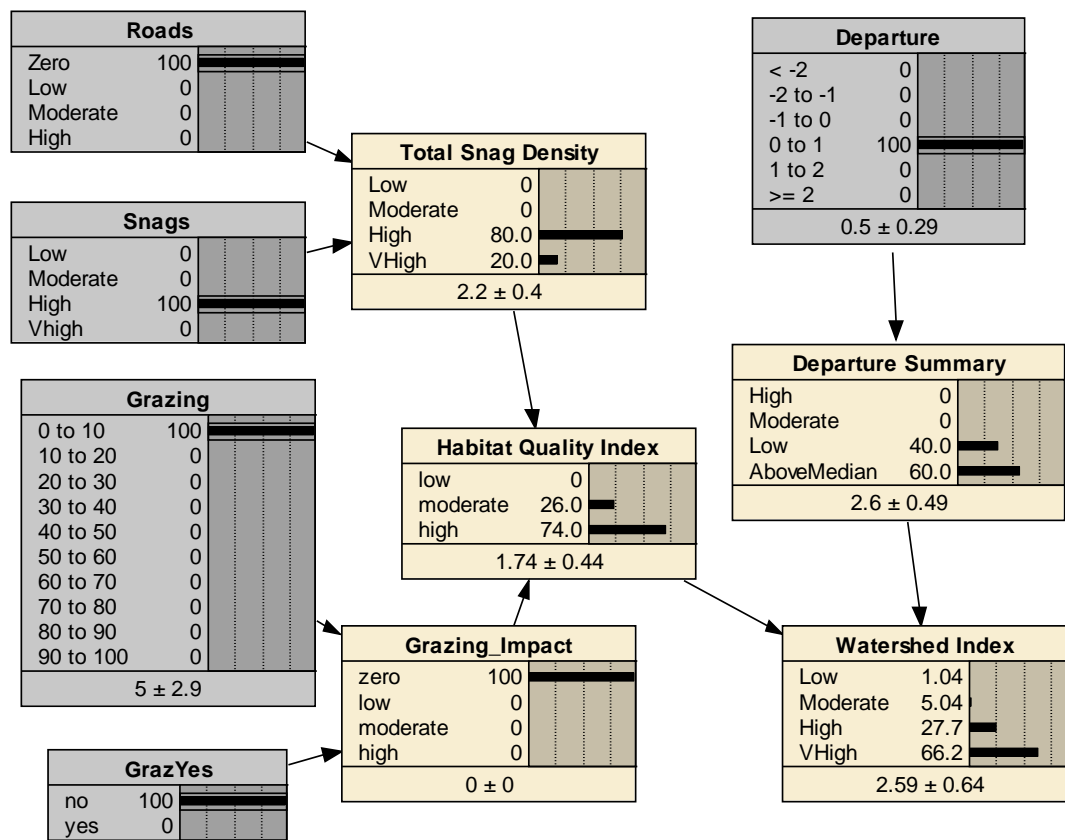 Roads
Zero 100
Low 0
Moderate 0
High 0
Snags
Low 0
Moderate 0
High 100
Vhigh 0
Total Snag Density
Low 0
Moderate 0
High 80.0
VHigh 20.0
2.2 ± 0.4
Departure
< -2 0
-2 to -1 0
-1 to 0 0
0 to 1 100
1 to 2 0
>= 2 0
0.5 ± 0.29
Departure Summary
High 0
Moderate 0
Low 40.0
AboveMedian 60.0
2.6 ± 0.49
Grazing
0 to 10 100
10 to 20 0
20 to 30 0
30 to 40 0
40 to 50 0
50 to 60 0
60 to 70 0
70 to 80 0
80 to 90 0
90 to 100 0
5 ± 2.9
Habitat Quality Index
low 0
moderate 26.0
high 74.0
1.74 ± 0.44
Grazing_Impact
zero 100
low 0
moderate 0
high 0
0 ± 0
Watershed Index
Low 1.04
Moderate 5.04
High 27.7
VHigh 66.2
2.59 ± 0.64
GrazYes
no 100
yes 0